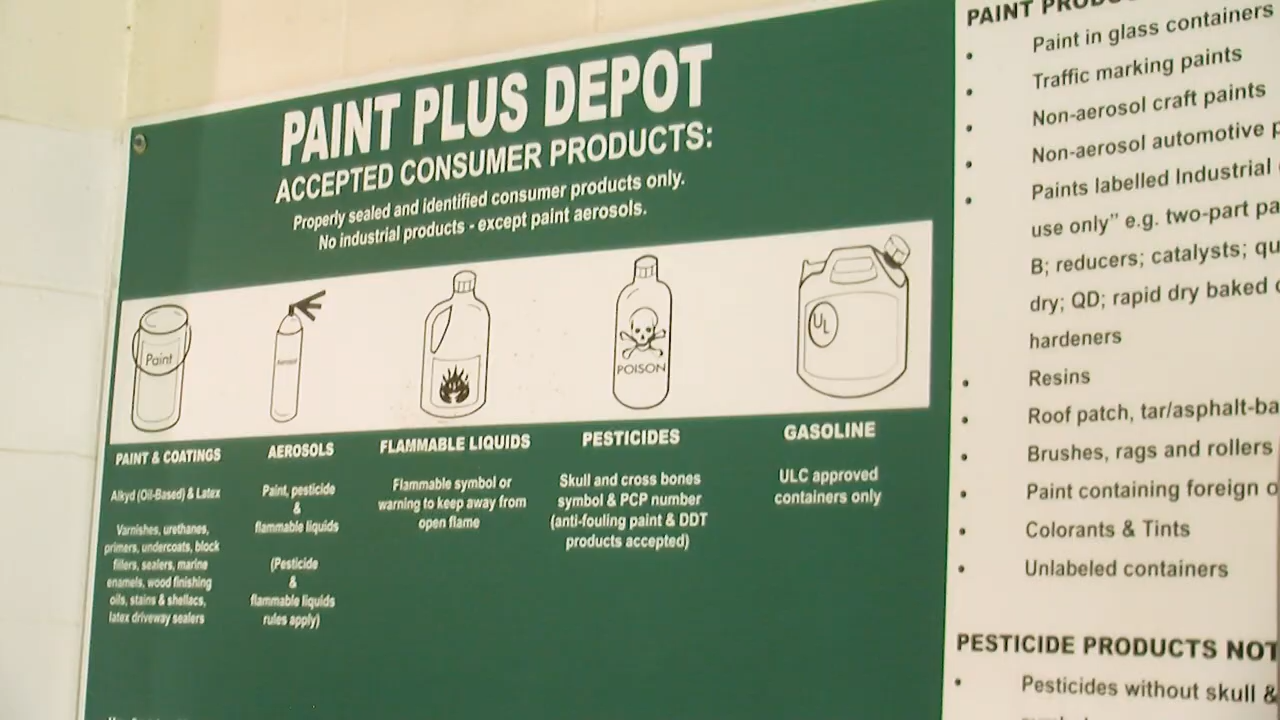 PAINT PLUS DEPOT
ACCEPTED CONSUMER PRODUCTS:
Properly sealed and identified consumer products only.
No industrial products - except paint aerosols.
Paint
UL
POISON
PAINT & COATINGS
Alkyd (Oil-Based) & Latex
Varnishes, urethanes,
primers, undercoats, block
fillers, sealers, marine
enamels, wood finishing
oils, stains & shellacs,
latex driveway sealers
AEROSOLS
Paint, pesticide
&
flammable liquids
(Pesticide
&
flammable liquids
rules apply)
FLAMMABLE LIQUIDS
Flammable symbol or
warning to keep away from
open flame
PESTICIDES
Skull and cross bones
symbol & PCP number
(anti-fouling paint & DDT
products accepted)
GASOLINE
ULC approved
containers only
PAINT
• Paint in glass containers
• Traffic marking paints
• Non-aerosol craft paints
• Non-aerosol automotive
• Paints labelled Industrial
use only” e.g. two-part
B; reducers; catalysts;
dry; QD; rapid dry baked
hardeners
• Resins
• Roof patch, tar/asphalt-
• Brushes, rags and rollers
• Paint containing foreign
• Colorants & Tints
• Unlabeled containers
PESTICIDE PRODUCTS NOT
• Pesticides without skull &